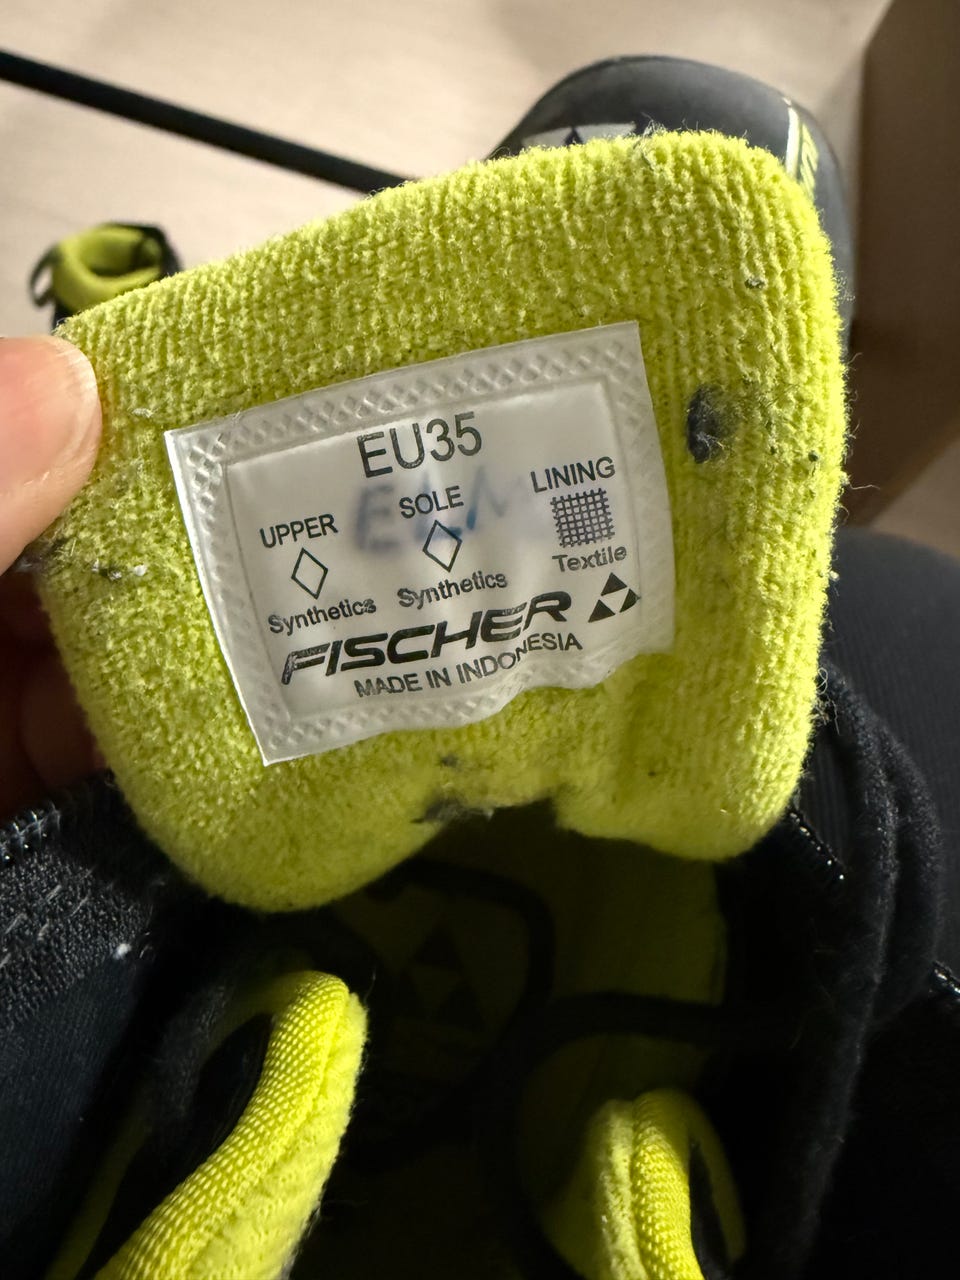 EU35
UPPER
SOLE
LINING
Synthetics
Synthetics
Textile
FISCHER
MADE IN INDONESIA